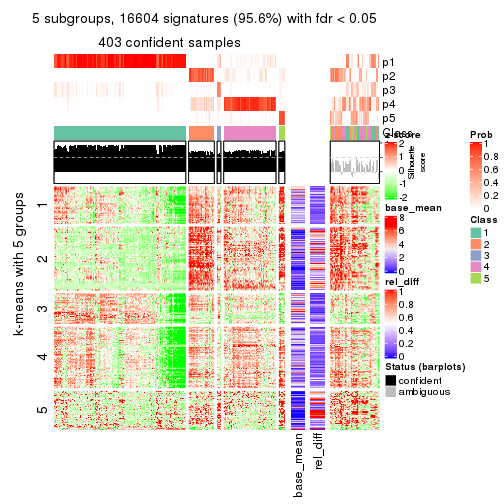 5 subgroups, 16604 signatures (95.6%) with fdr < 0.05
403 confident samples
p1
p2
p3
p4
p5
Class
k-means with 5 groups
1
2
3
4
5
base_mean
rel_diff
Silhouette
score
z-score
2
1
0
-1
-2
base_mean
8
6
4
2
0
rel_diff
1
0.8
0.6
0.4
0.2
0
Status (barplots)
confident
ambiguous
Prob
1
0.8
0.6
0.4
0.2
0
Class
1
2
3
4
5